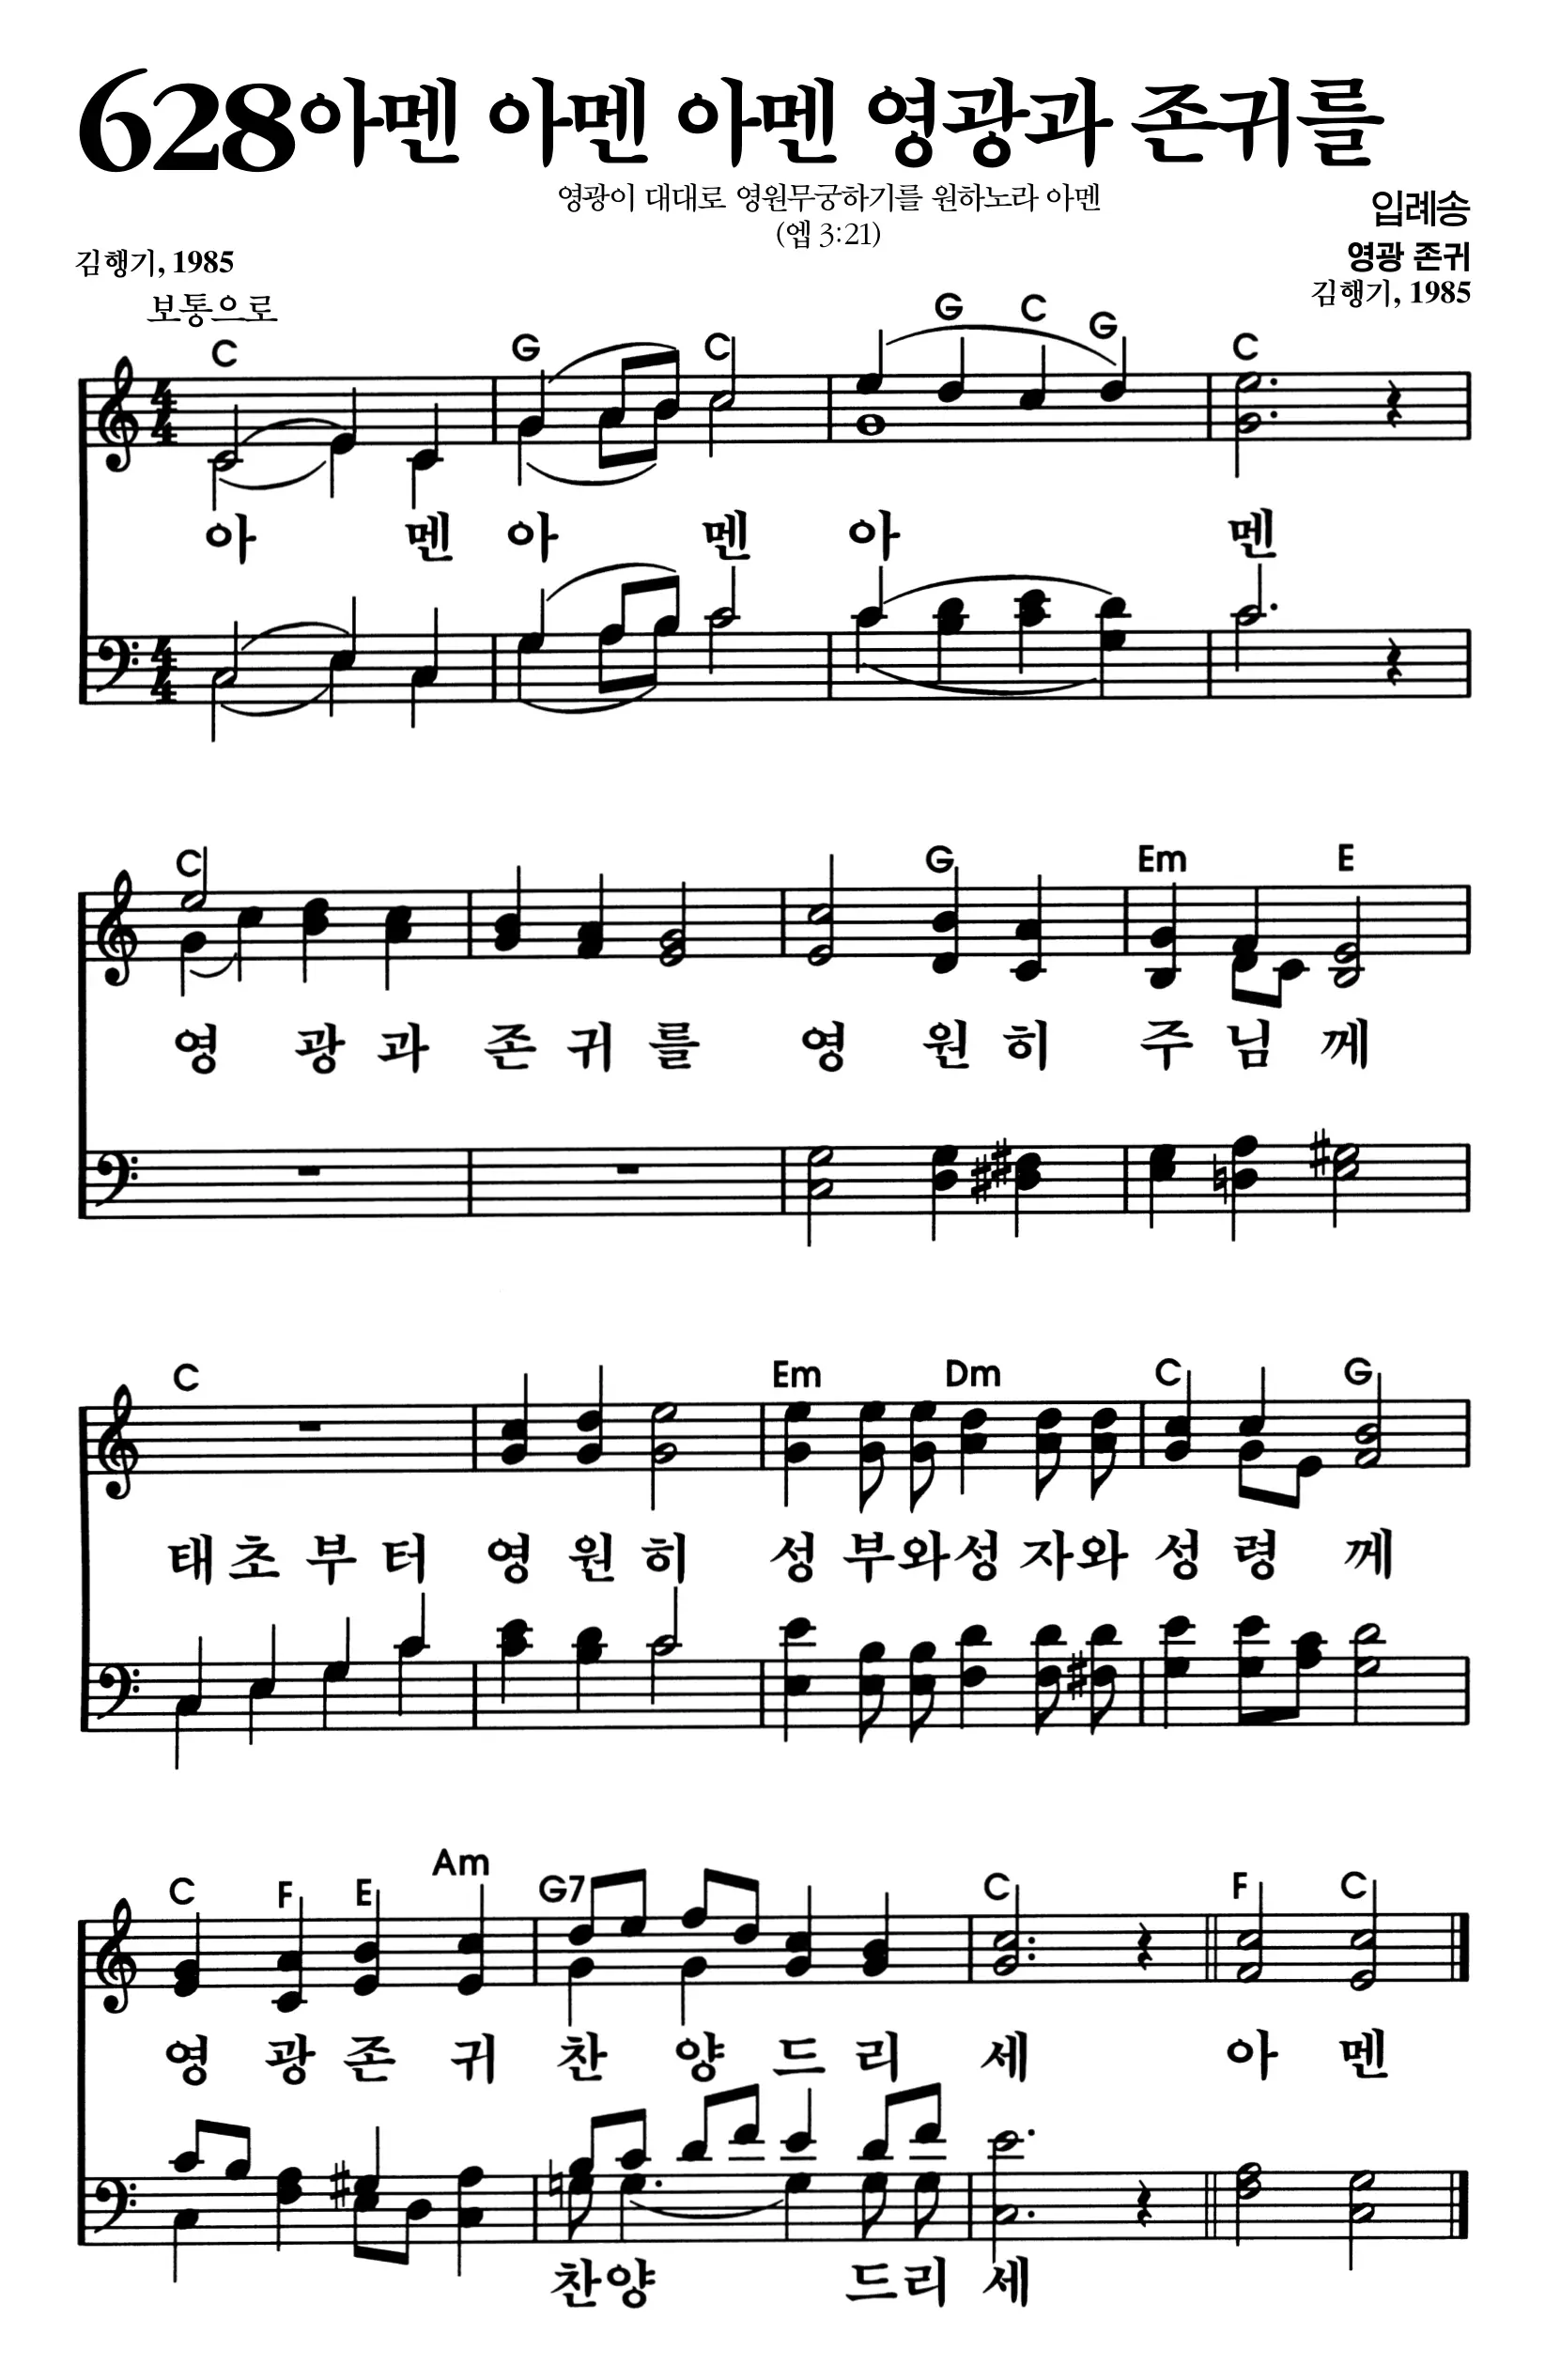 628 아멘 아멘 아멘 영광과 존귀를
영광이 대대로 영원무궁하기를 원하노라 아멘
(엡 3:21)
입례송
영광 존귀
김행기, 1985
김행기, 1985
보통으로
C G C G C G C
4 4
아 멘 아 멘 아 멘
4 4
C G Em E
영 광 과 존 귀 를 영 원 히 주 님 께
C Em Dm C G
태 초 부 터 영 원 히 성 부 와 성 자 와 성 령 께
C F E Am G7 C F C
영 광 존 귀 찬 양 드 리 세 아 멘
찬 양 드 리 세